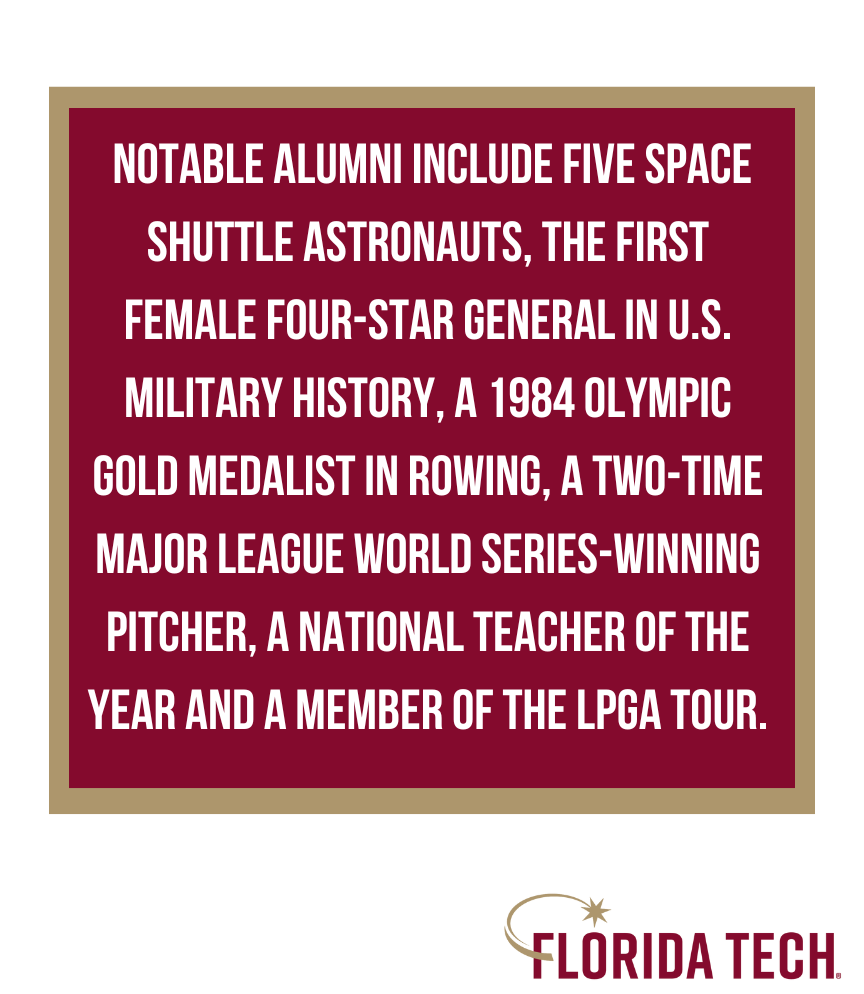 NOTABLE ALUMNI INCLUDE FIVE SPACE
SHUTTLE ASTRONAUTS, THE FIRST
FEMALE FOUR-STAR GENERAL IN U.S.
MILITARY HISTORY, A 1984 OLYMPIC
GOLD MEDALIST IN ROWING, A TWO-TIME
MAJOR LEAGUE WORLD SERIES-WINNING
PITCHER, A NATIONAL TEACHER OF THE
YEAR AND A MEMBER OF THE LPGA TOUR.
FLORIDA TECH®